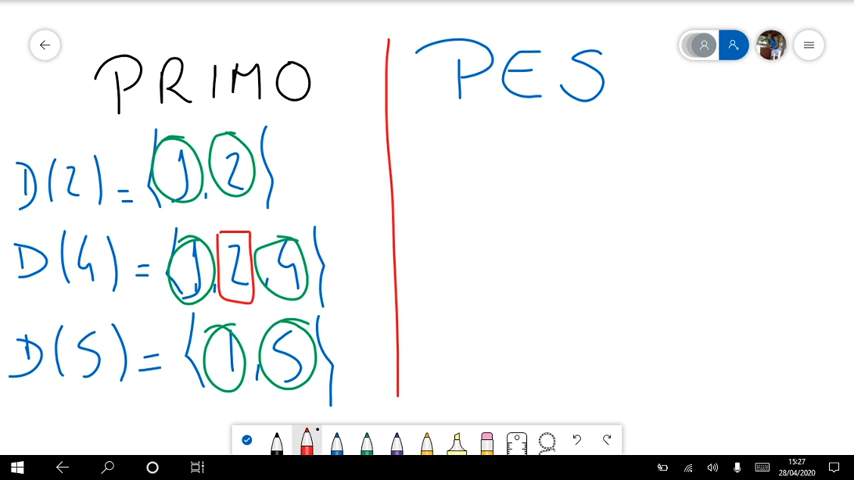 PRIMO
D(2) = {1, 2}
D(4) = {1, 2, 4}
D(5) = {1, 5}
PES
15:27
28/04/2020